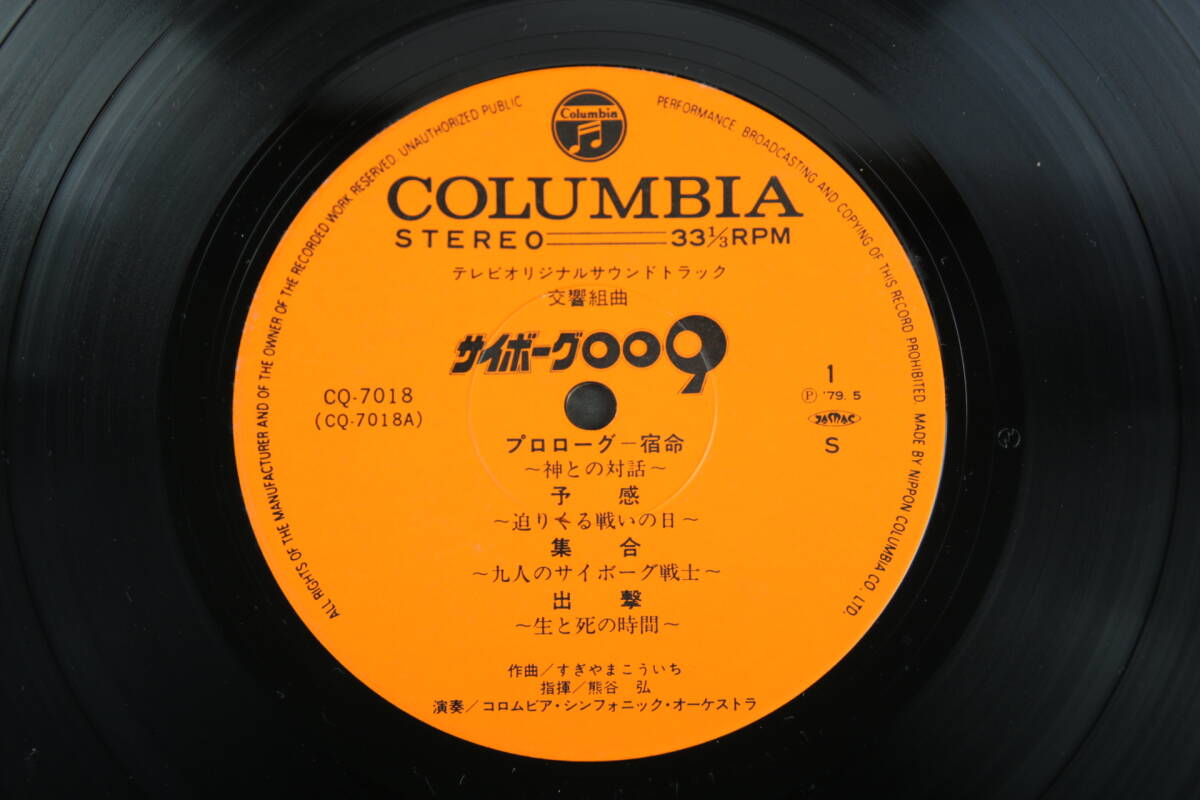 Columbia
COLUMBIA
STEREO 33⅓RPM
テレビオリジナルサウンドトラック
交響組曲
サイボーグ009
CQ-7018
(CQ-7018A)
1
Ⓟ '79.5
JASRAC
S
プロローグ―宿命
～神との対話～
予感
～迫りくる戦いの日～
集合
～九人のサイボーグ戦士～
出撃
～生と死の時間～
作曲/すぎやまこういち
指揮/熊谷 弘
演奏/コロムビア・シンフォニック・オーケストラ
ALL RIGHTS OF THE MANUFACTURER AND OF THE OWNER OF THE RECORDED WORK RESERVED. UNAUTHORIZED PUBLIC PERFORMANCE, BROADCASTING AND COPYING OF THIS RECORD PROHIBITED. MADE BY NIPPON COLUMBIA CO., LTD.